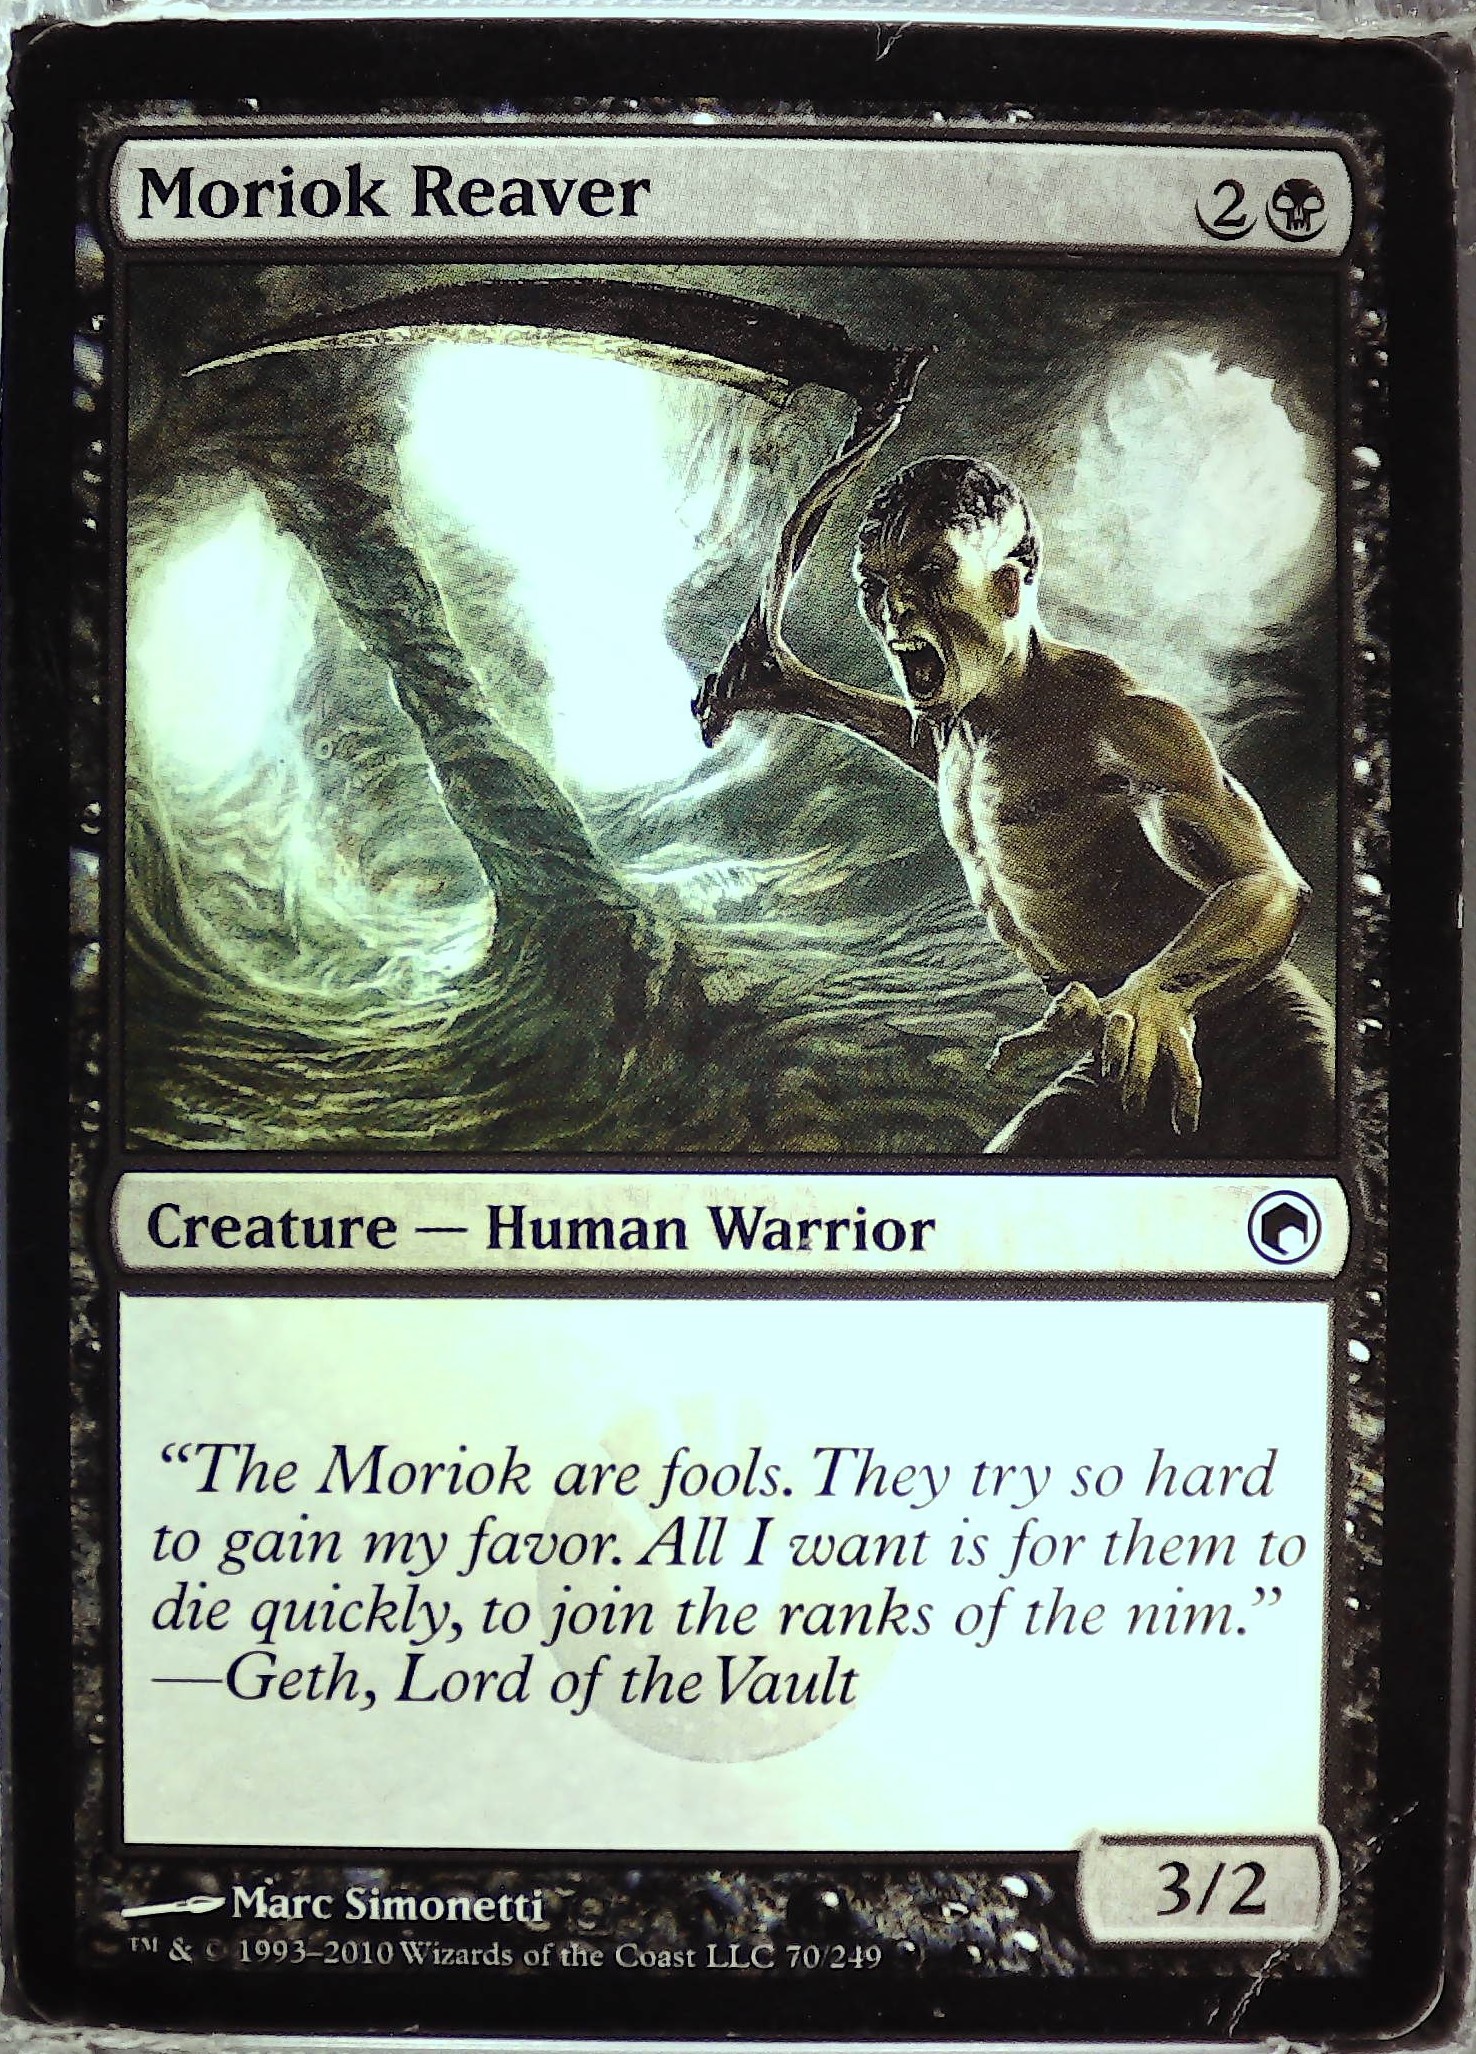 Moriok Reaver
2
Creature — Human Warrior
“The Moriok are fools. They try so hard
to gain my favor. All I want is for them to
die quickly, to join the ranks of the nim.”
—Geth, Lord of the Vault
3/2
Marc Simonetti
™ & © 1993–2010 Wizards of the Coast LLC 70/249